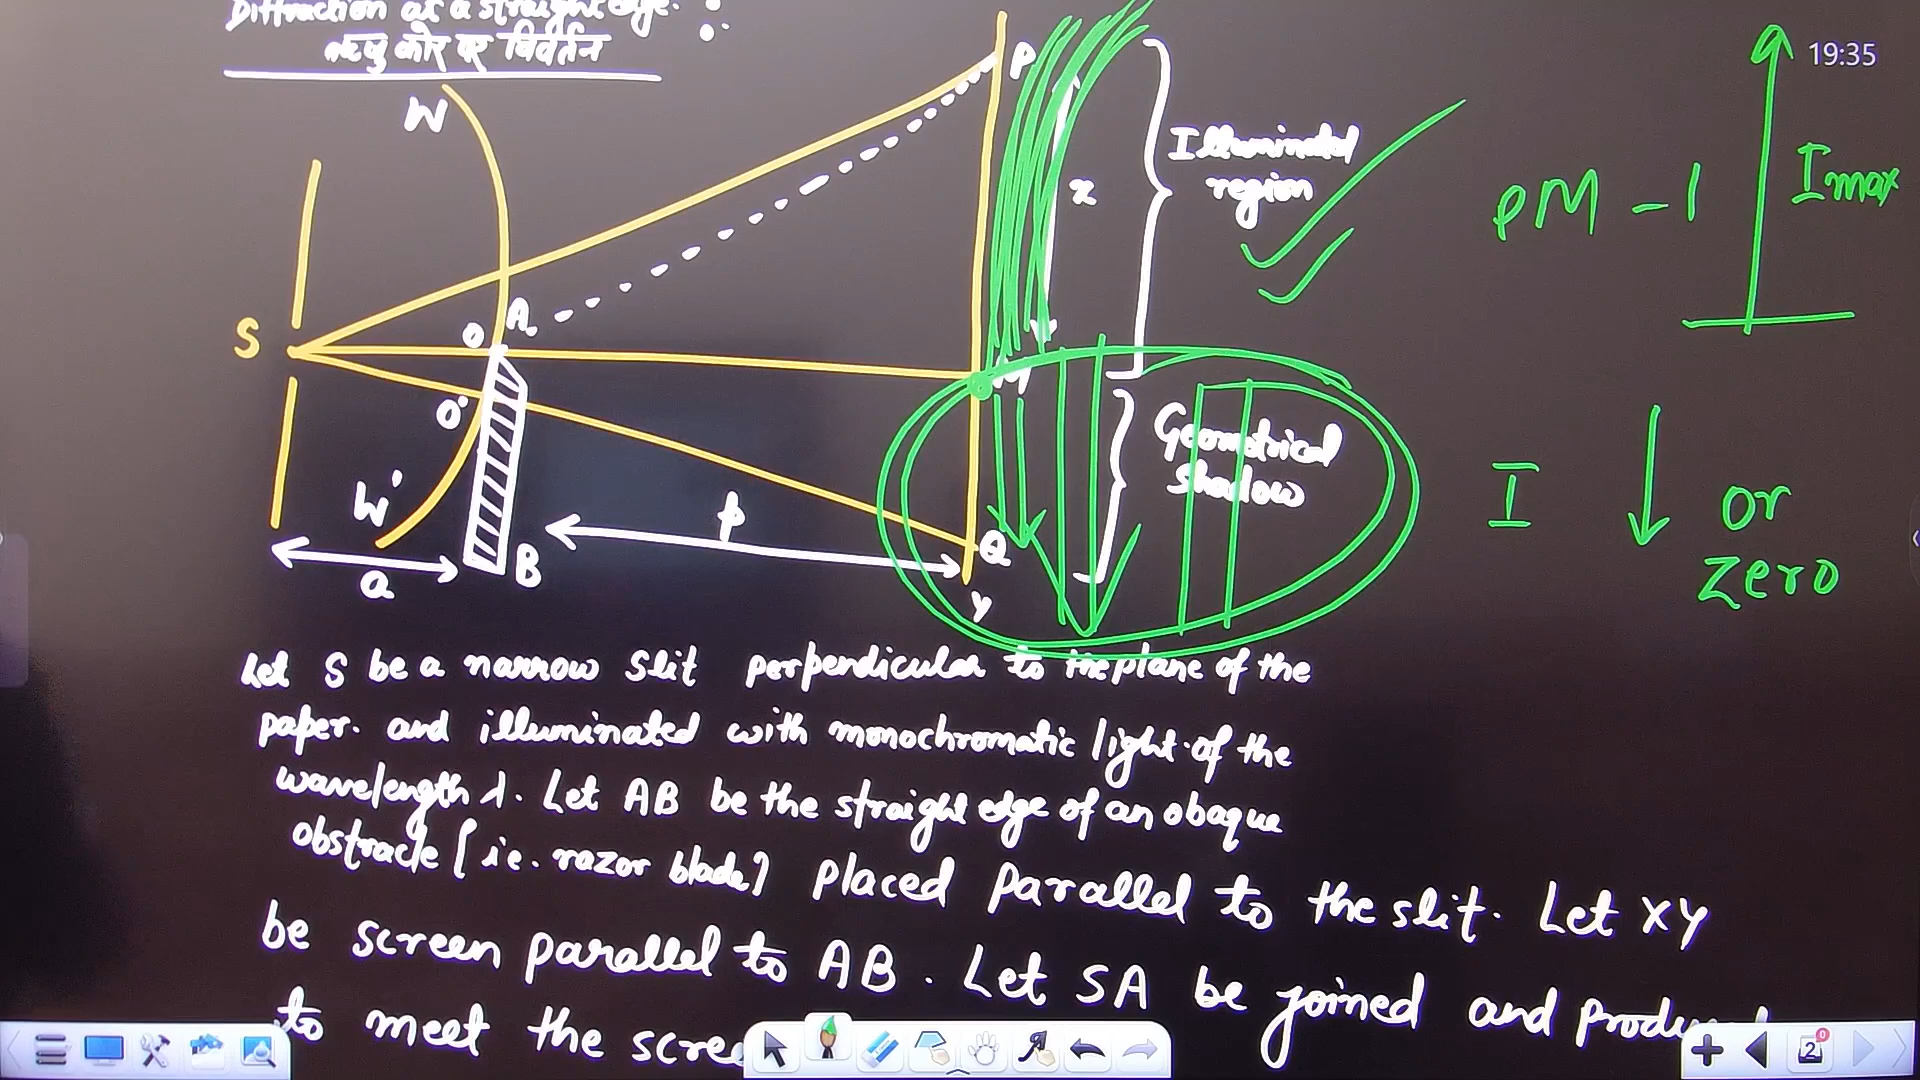 Diffraction at a straight edge.
ऋजु कोर पर विवर्तन
19:35
W
P
Illuminated
region
x
PM - 1
Imax
S
O
A
M
O'
Geometrical
Shadow
I
or
zero
W'
a
B
b
Q
Y
Let S be a narrow slit perpendicular to the plane of the
paper. and illuminated with monochromatic light of the
wavelength λ. Let AB be the straight edge of an obaque
obstracle [i.e. razor blade] placed parallel to the slit. Let XY
be screen parallel to AB. Let SA be joined and
to meet the
2
0